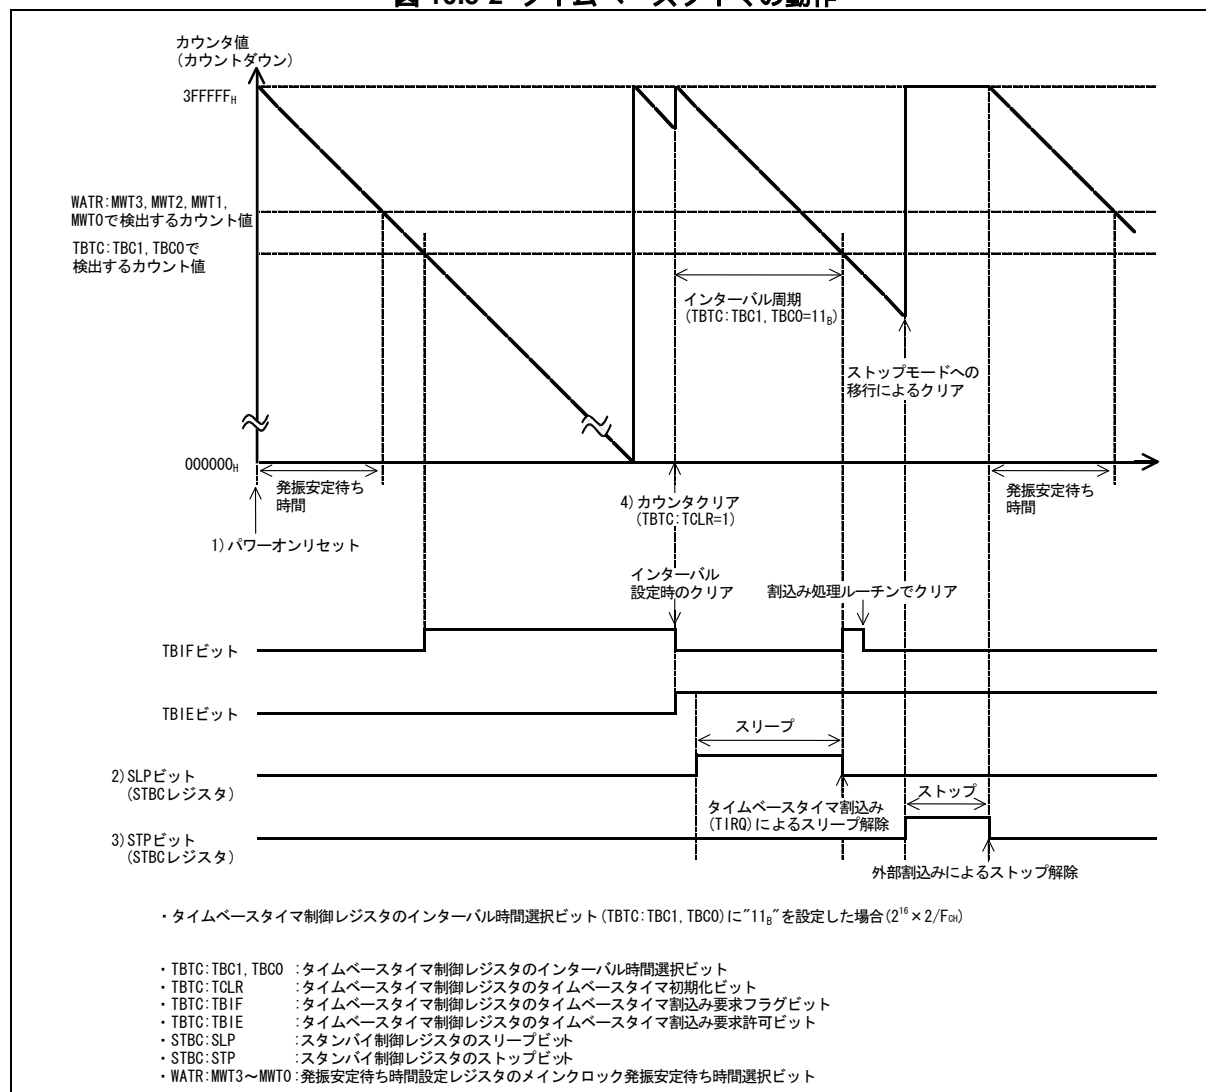 図 10.5-2 タイムベースタイマの動作
カウンタ値
(カウントダウン)
3FFFFFH
WATR:MWT3, MWT2, MWT1,
MWT0で検出するカウント値
TBTC:TBC1, TBC0で
検出するカウント値
インターバル周期
(TBTC:TBC1, TBC0=11B)
ストップモードへの
移行によるクリア
000000H
発振安定待ち
時間
4) カウンタクリア
(TBTC:TCLR=1)
発振安定待ち
時間
1) パワーオンリセット
インターバル
設定時のクリア
割込み処理ルーチンでクリア
TBIFビット
TBIEビット
スリープ
2) SLPビット
(STBCレジスタ)
ストップ
タイムベースタイマ割込み
(TIRQ)によるスリープ解除
3) STPビット
(STBCレジスタ)
外部割込みによるストップ解除
・タイムベースタイマ制御レジスタのインターバル時間選択ビット(TBTC:TBC1, TBC0)に"11B"を設定した場合(2^16×2/FCH)
・TBTC:TBC1, TBC0 :タイムベースタイマ制御レジスタのインターバル時間選択ビット
・TBTC:TCLR :タイムベースタイマ制御レジスタのタイムベースタイマ初期化ビット
・TBTC:TBIF :タイムベースタイマ制御レジスタのタイムベースタイマ割込み要求フラグビット
・TBTC:TBIE :タイムベースタイマ制御レジスタのタイムベースタイマ割込み要求許可ビット
・STBC:SLP :スタンバイ制御レジスタのスリープビット
・STBC:STP :スタンバイ制御レジスタのストップビット
・WATR:MWT3～MWT0:発振安定待ち時間設定レジスタのメインクロック発振安定待ち時間選択ビット